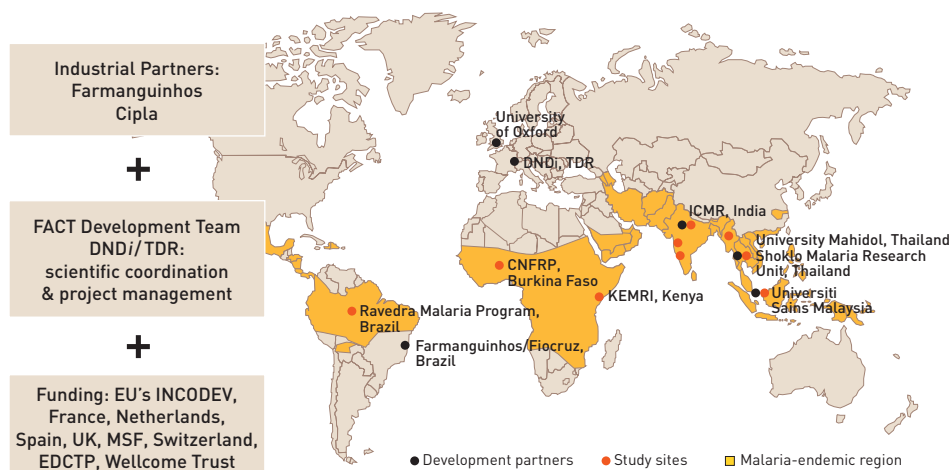 Industrial Partners:
Farmanguinhos
Cipla
+
FACT Development Team
DNDi/TDR:
scientific coordination
& project management
+
Funding: EU's INCODEV,
France, Netherlands,
Spain, UK, MSF, Switzerland,
EDCTP, Wellcome Trust
University
of Oxford
DNDi, TDR
ICMR, India
University Mahidol, Thailand
Shoklo Malaria Research
Unit, Thailand
Universiti
Sains Malaysia
CNFRP,
Burkina Faso
KEMRI, Kenya
Ravedra Malaria Program,
Brazil
Farmanguinhos/Fiocruz,
Brazil
Development partners
Study sites
Malaria-endemic region